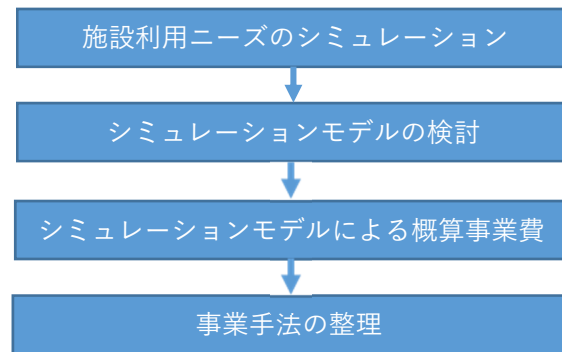 施設利用ニーズのシミュレーション
シミュレーションモデルの検討
シミュレーションモデルによる概算事業費
事業手法の整理